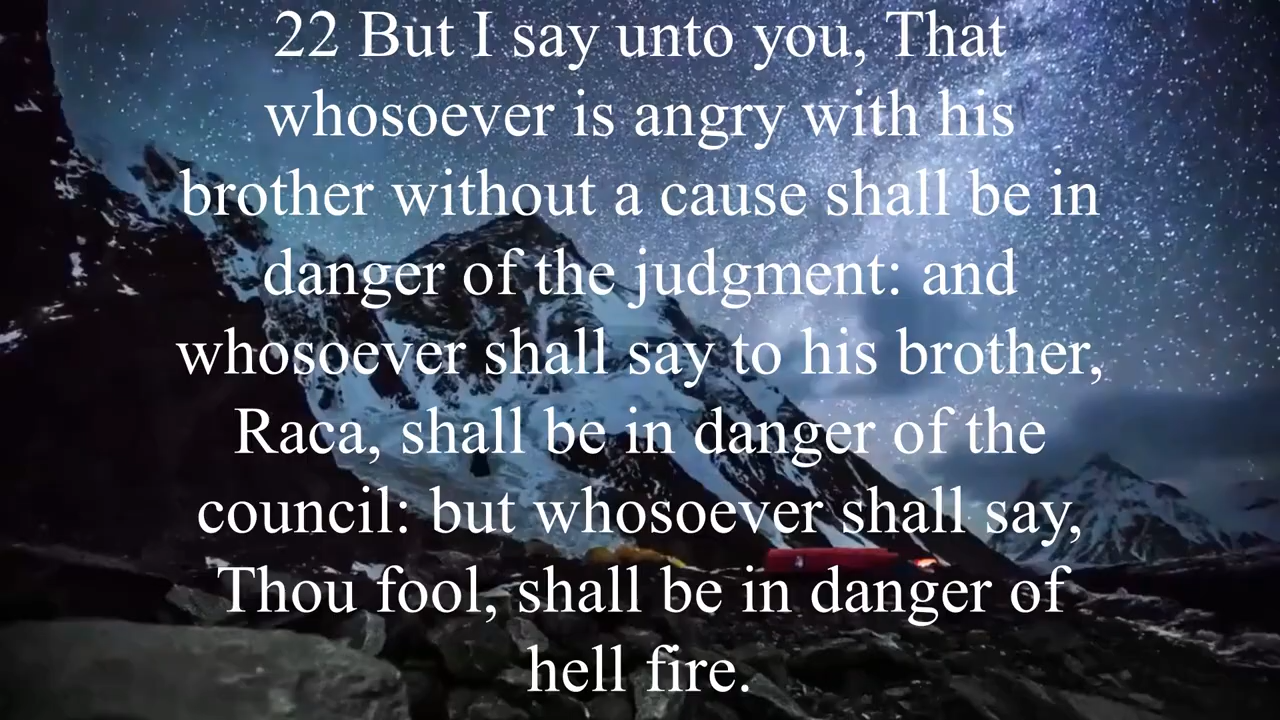 22 But I say unto you, That
whosoever is angry with his
brother without a cause shall be in
danger of the judgment: and
whosoever shall say to his brother,
Raca, shall be in danger of the
council: but whosoever shall say,
Thou fool, shall be in danger of
hell fire.